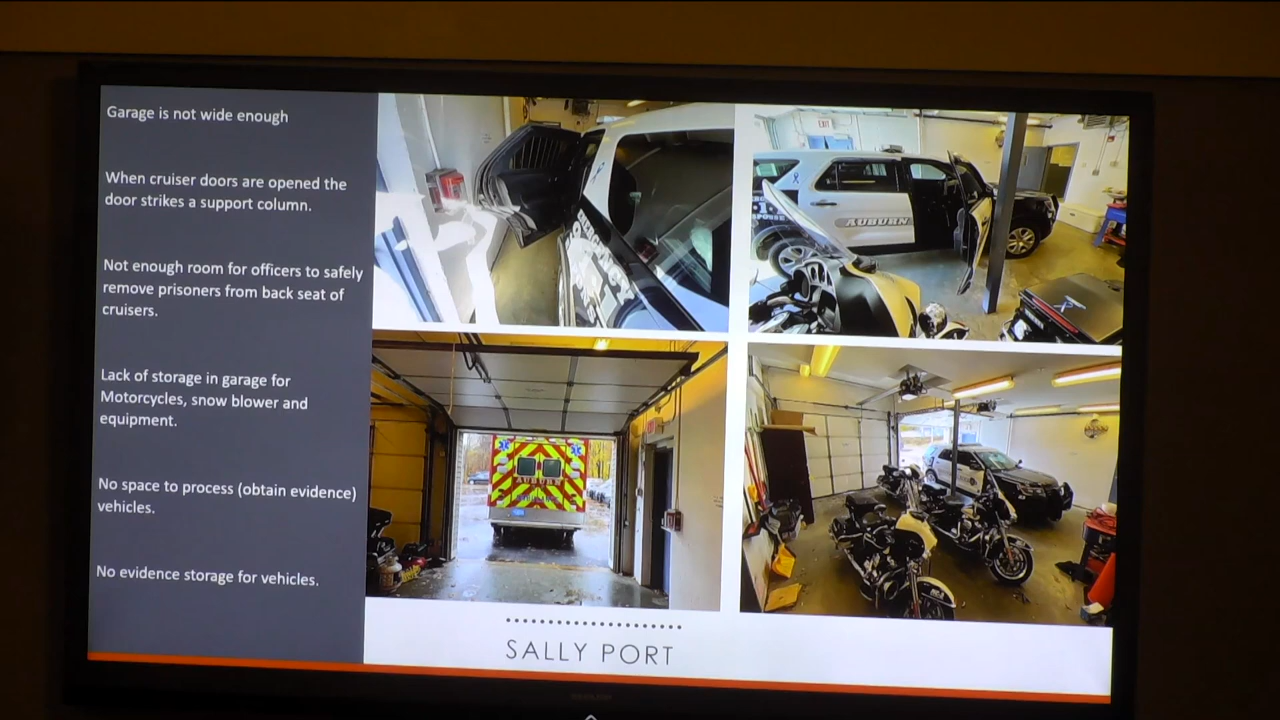 Garage is not wide enough
When cruiser doors are opened the
door strikes a support column.
Not enough room for officers to safely
remove prisoners from back seat of
cruisers.
Lack of storage in garage for
Motorcycles, snow blower and
equipment.
No space to process (obtain evidence)
vehicles.
No evidence storage for vehicles.
EXIT
AUBURN
AUBURN
SALLY PORT